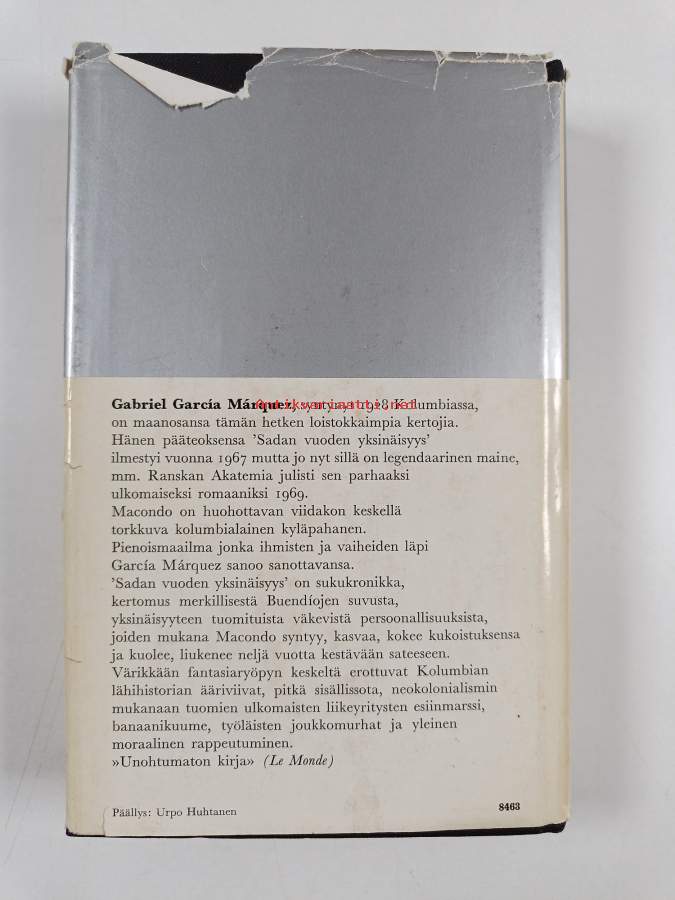 Gabriel García Márquez, syntynyt 1928 Kolumbiassa,
Antikvariaatti.net
on maanosansa tämän hetken loistokkaimpia kertojia.
Hänen pääteoksensa ’Sadan vuoden yksinäisyys’
ilmestyi vuonna 1967 mutta jo nyt sillä on legendaarinen maine,
mm. Ranskan Akatemia julisti sen parhaaksi
ulkomaiseksi romaaniksi 1969.
Macondo on huohottavan viidakon keskellä
torkkuva kolumbialainen kyläpahanen.
Pienoismaailma jonka ihmisten ja vaiheiden läpi
García Márquez sanoo sanottavansa.
’Sadan vuoden yksinäisyys’ on sukukronikka,
kertomus merkillisestä Buendíojen suvusta,
yksinäisyyteen tuomituista väkevistä persoonallisuuksista,
joiden mukana Macondo syntyy, kasvaa, kokee kukoistuksensa
ja kuolee, liukenee neljä vuotta kestävään sateeseen.
Värikkään fantasiaryöpyn keskeltä erottuvat Kolumbian
lähihistorian ääriviivat, pitkä sisällissota, neokolonialismin
mukanaan tuomien ulkomaisten liikeyritysten esiinmarssi,
banaanikuume, työläisten joukkomurhat ja yleinen
moraalinen rappeutuminen.
»Unohtumaton kirja» (Le Monde)
Päällys: Urpo Huhtanen
8463